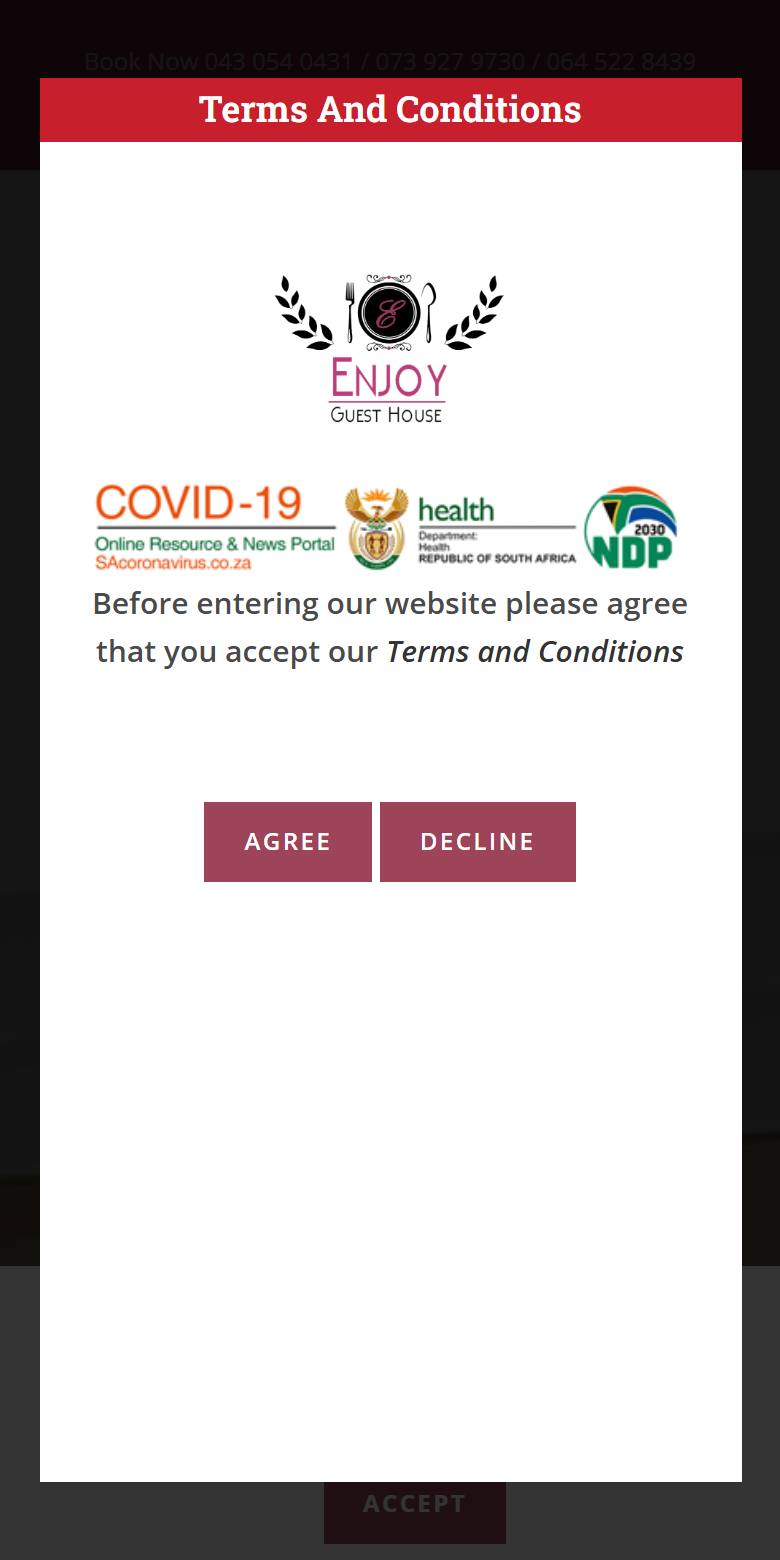 Book Now 043 054 0431 / 073 927 9730 / 064 522 8439
Terms And Conditions
E
ENJOY
GUEST HOUSE
COVID-19
Online Resource & News Portal
SAcoronavirus.co.za
health
Department:
Health
REPUBLIC OF SOUTH AFRICA
2030
NDP
Before entering our website please agree
that you accept our Terms and Conditions
AGREE
DECLINE
ACCEPT